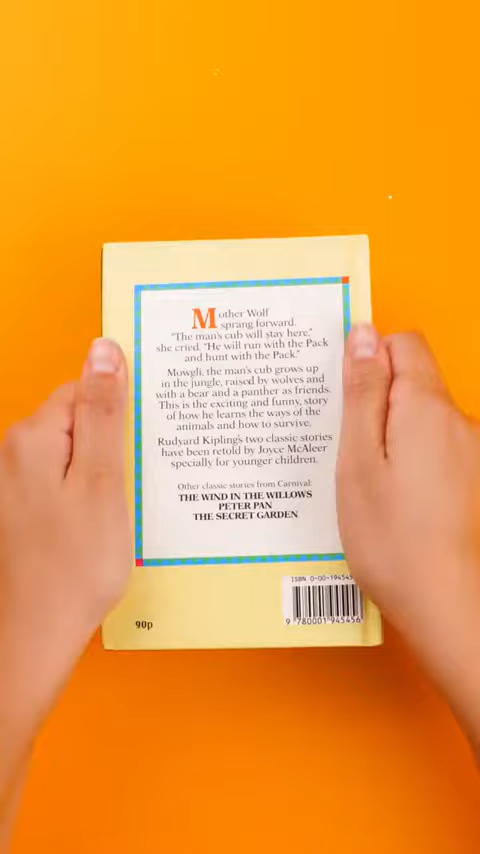 Mother Wolf
sprang forward.
"The man's cub will stay here,"
she cried. "He will run with the Pack
and hunt with the Pack."
Mowgli, the man's cub grows up
in the jungle, raised by wolves and
with a bear and a panther as friends.
This is the exciting and funny, story
of how he learns the ways of the
animals and how to survive.
Rudyard Kipling's two classic stories
have been retold by Joyce McAleer
specially for younger children.
Other classic stories from Carnival:
THE WIND IN THE WILLOWS
PETER PAN
THE SECRET GARDEN
ISBN 0-00-194545
9 780001 945456
90p